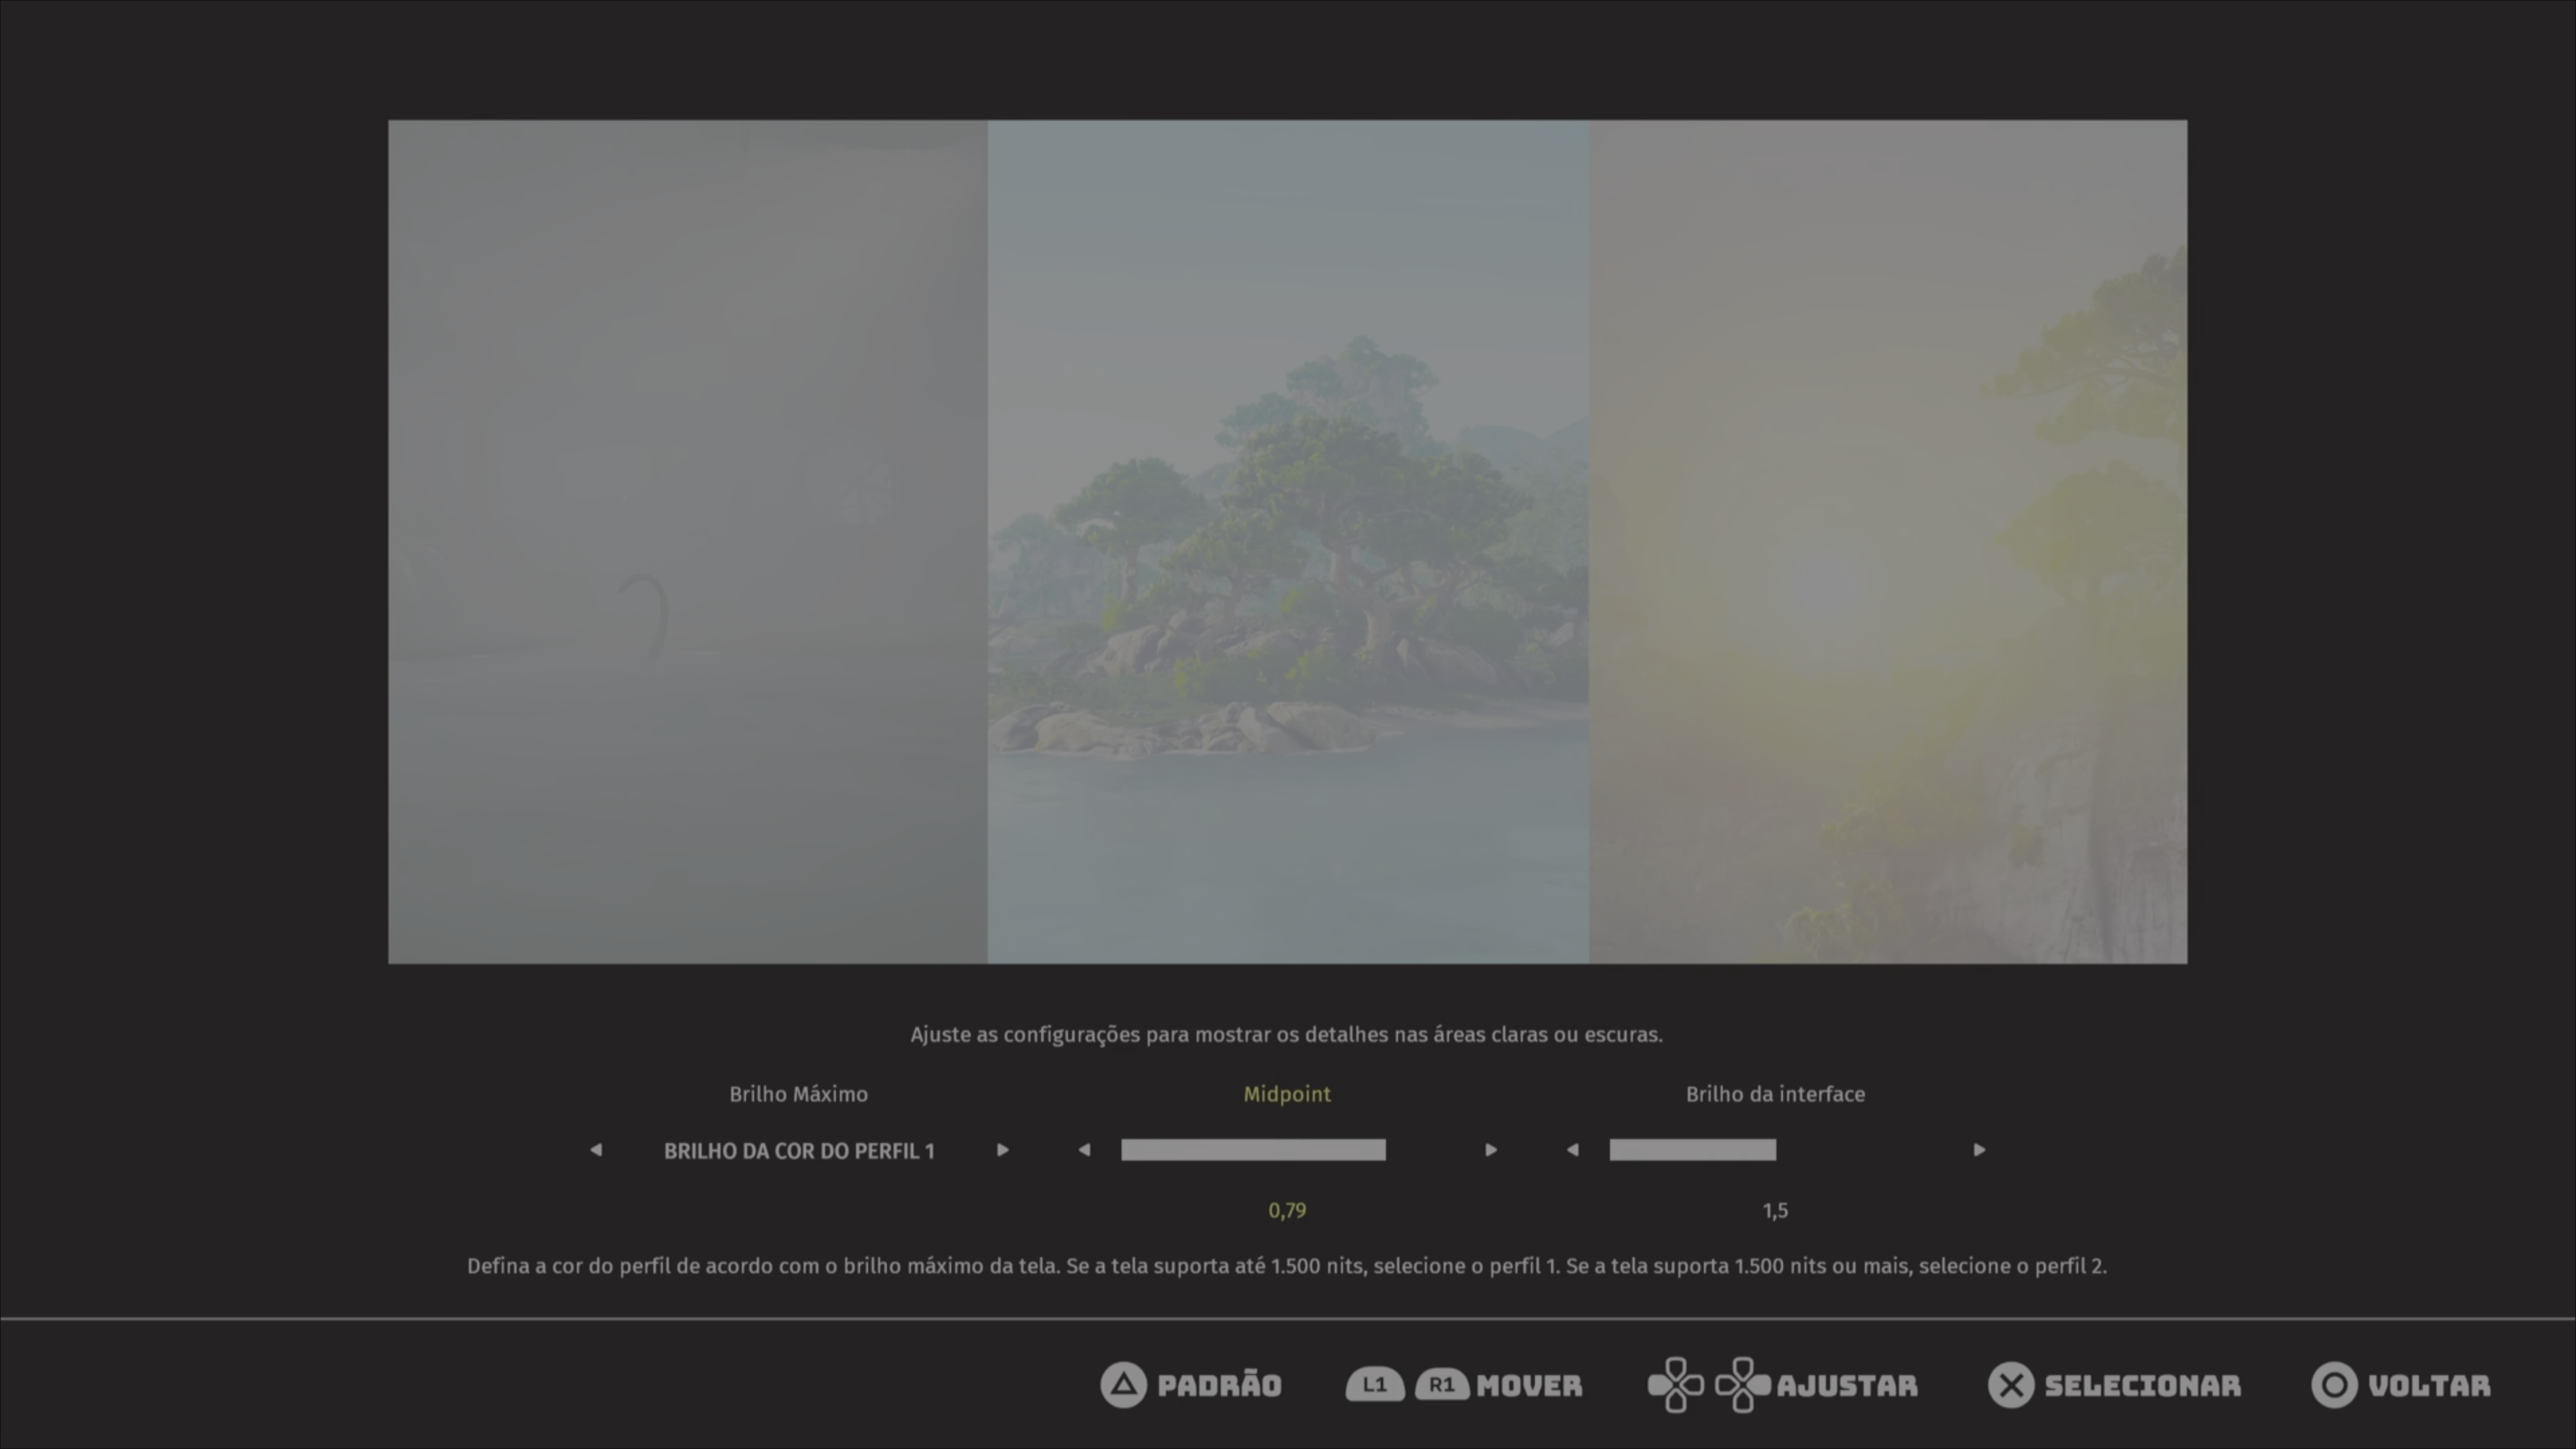 Ajuste as configurações para mostrar os detalhes nas áreas claras ou escuras.
Brilho Máximo
Midpoint
Brilho da interface
BRILHO DA COR DO PERFIL 1
0,79
1,5
Defina a cor do perfil de acordo com o brilho máximo da tela. Se a tela suporta até 1.500 nits, selecione o perfil 1. Se a tela suporta 1.500 nits ou mais, selecione o perfil 2.
PADRÃO L1 R1 MOVER AJUSTAR SELECIONAR VOLTAR